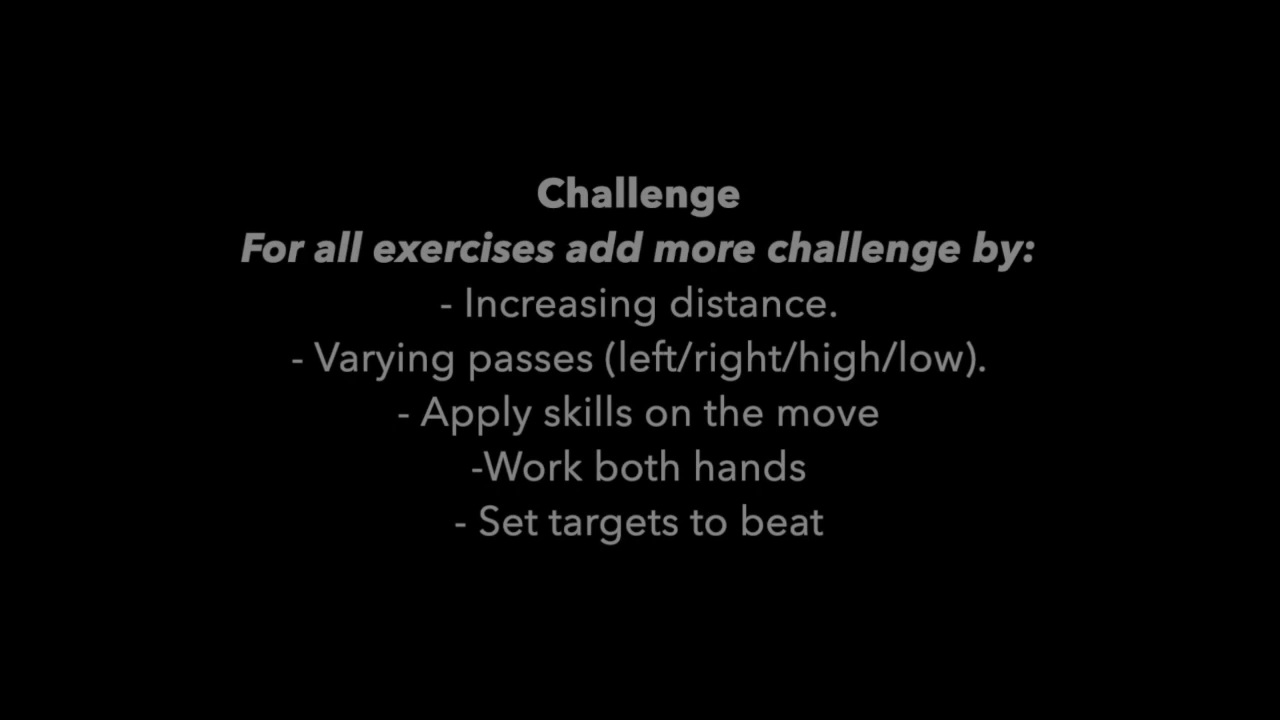 Challenge
For all exercises add more challenge by:
- Increasing distance.
- Varying passes (left/right/high/low).
- Apply skills on the move
-Work both hands
- Set targets to beat